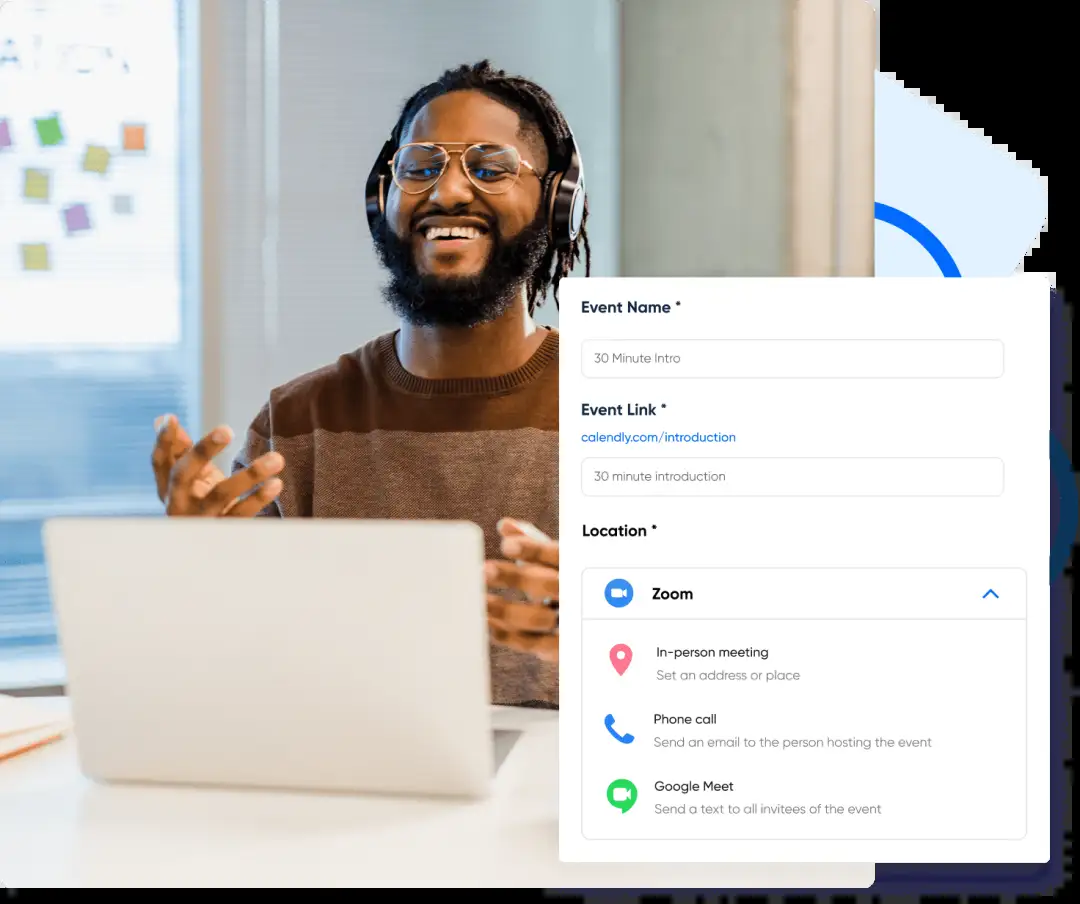 Event Name *
30 Minute Intro
Event Link *
calendly.com/introduction
30 minute introduction
Location *
Zoom
In-person meeting
Set an address or place
Phone call
Send an email to the person hosting the event
Google Meet
Send a text to all invitees of the event